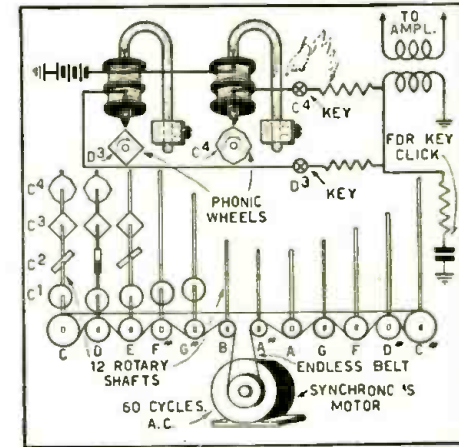 TO
AMPL.
C4
KEY
FOR KEY
CLICK
D3
C4
D3
KEY
PHONIC
WHEELS
C4
C3
C2
C1
C D E F# G# B A# A G F D# C#
12 ROTARY
SHAFTS
ENDLESS BELT
60 CYCLES,
A.C.
SYNCHRONO'S
MOTOR